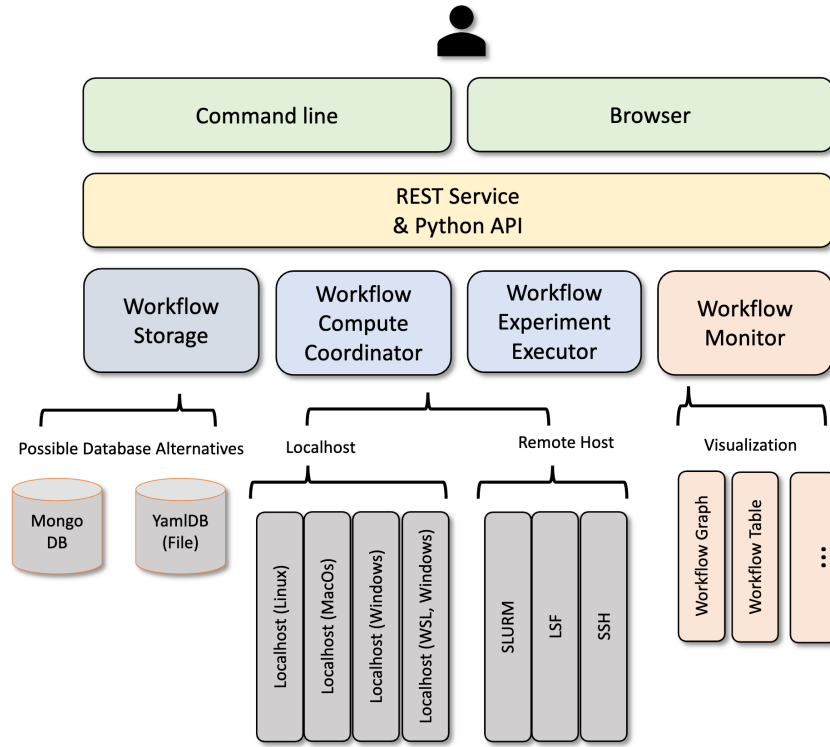 Command line
Browser
REST Service
& Python API
Workflow
Storage
Workflow
Compute
Coordinator
Workflow
Experiment
Executor
Workflow
Monitor
Possible Database Alternatives
Localhost
Remote Host
Visualization
Mongo
DB
YamlDB
(File)
Localhost (Linux)
Localhost (MacOs)
Localhost (Windows)
Localhost (WSL, Windows)
SLURM
LSF
SSH
Workflow Graph
Workflow Table
...